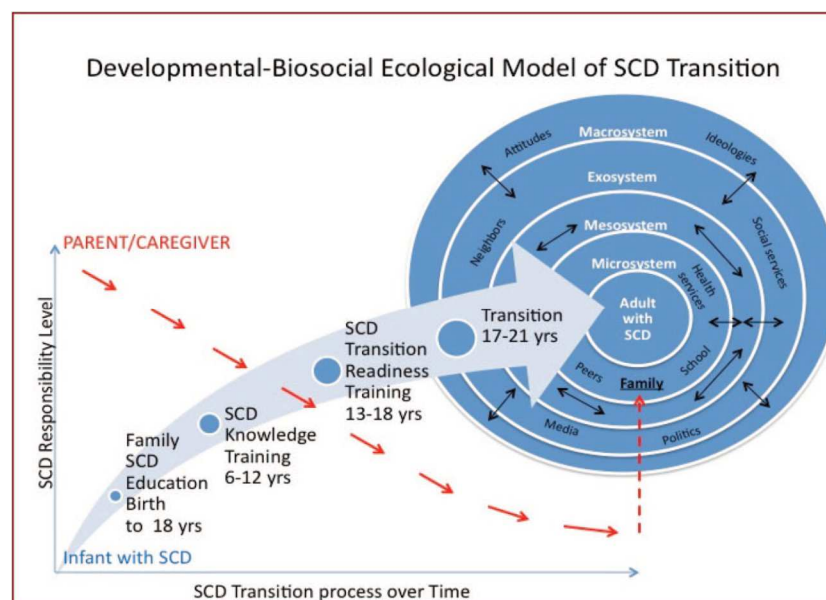 Developmental-Biosocial Ecological Model of SCD Transition
Macrosystem
Attitudes
Ideologies
Exosystem
Neighbors
Mesosystem
Social services
Microsystem
Health
services
Adult
with
SCD
Peers
Family
School
Media
Politics
PARENT/CAREGIVER
SCD Responsibility Level
Transition
17-21 yrs
SCD
Transition
Readiness
Training
13-18 yrs
SCD
Knowledge
Training
6-12 yrs
Family
SCD
Education
Birth
to 18 yrs
Infant with SCD
SCD Transition process over Time